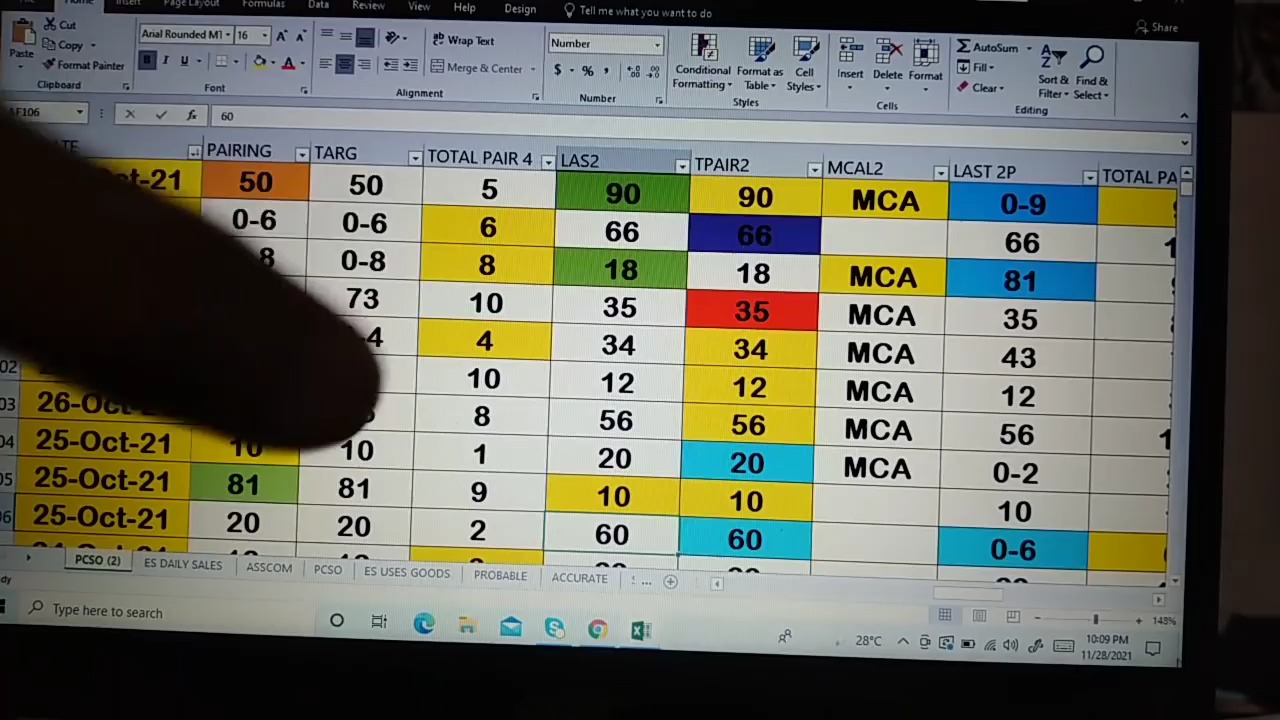 Home Insert Page Layout Formulas Data Review View Help Design Tell me what you want to do
Share
Cut
Copy
Format Painter
Paste
Clipboard
Arial Rounded MT 16
B I U
Font
Wrap Text
Merge & Center
Alignment
Number
$ % ,
Number
Conditional Formatting
Format as Table
Cell Styles
Styles
Insert Delete Format
Cells
AutoSum
Fill
Clear
Sort & Filter
Find & Select
Editing
AF106 fx 60
PAIRING TARG TOTAL PAIR 4 LAS2 TPAIR2 MCAL2 LAST 2P TOTAL PA
50 50 5 90 90 MCA 0-9
0-6 0-6 6 66 66 66
8 0-8 8 18 18 MCA 81
73 10 35 35 MCA 35
4 34 34 MCA 43
10 12 12 MCA 12
26-Oct-21 8 56 56 MCA 56
25-Oct-21 10 10 1 20 20 MCA 0-2
25-Oct-21 81 81 9 10 10 10
25-Oct-21 20 20 2 60 60 0-6
PCSO (2) ES DAILY SALES ASSCOM PCSO ES USES GOODS PROBABLE ACCURATE
148%
Type here to search
28°C
10:09 PM
11/28/2021